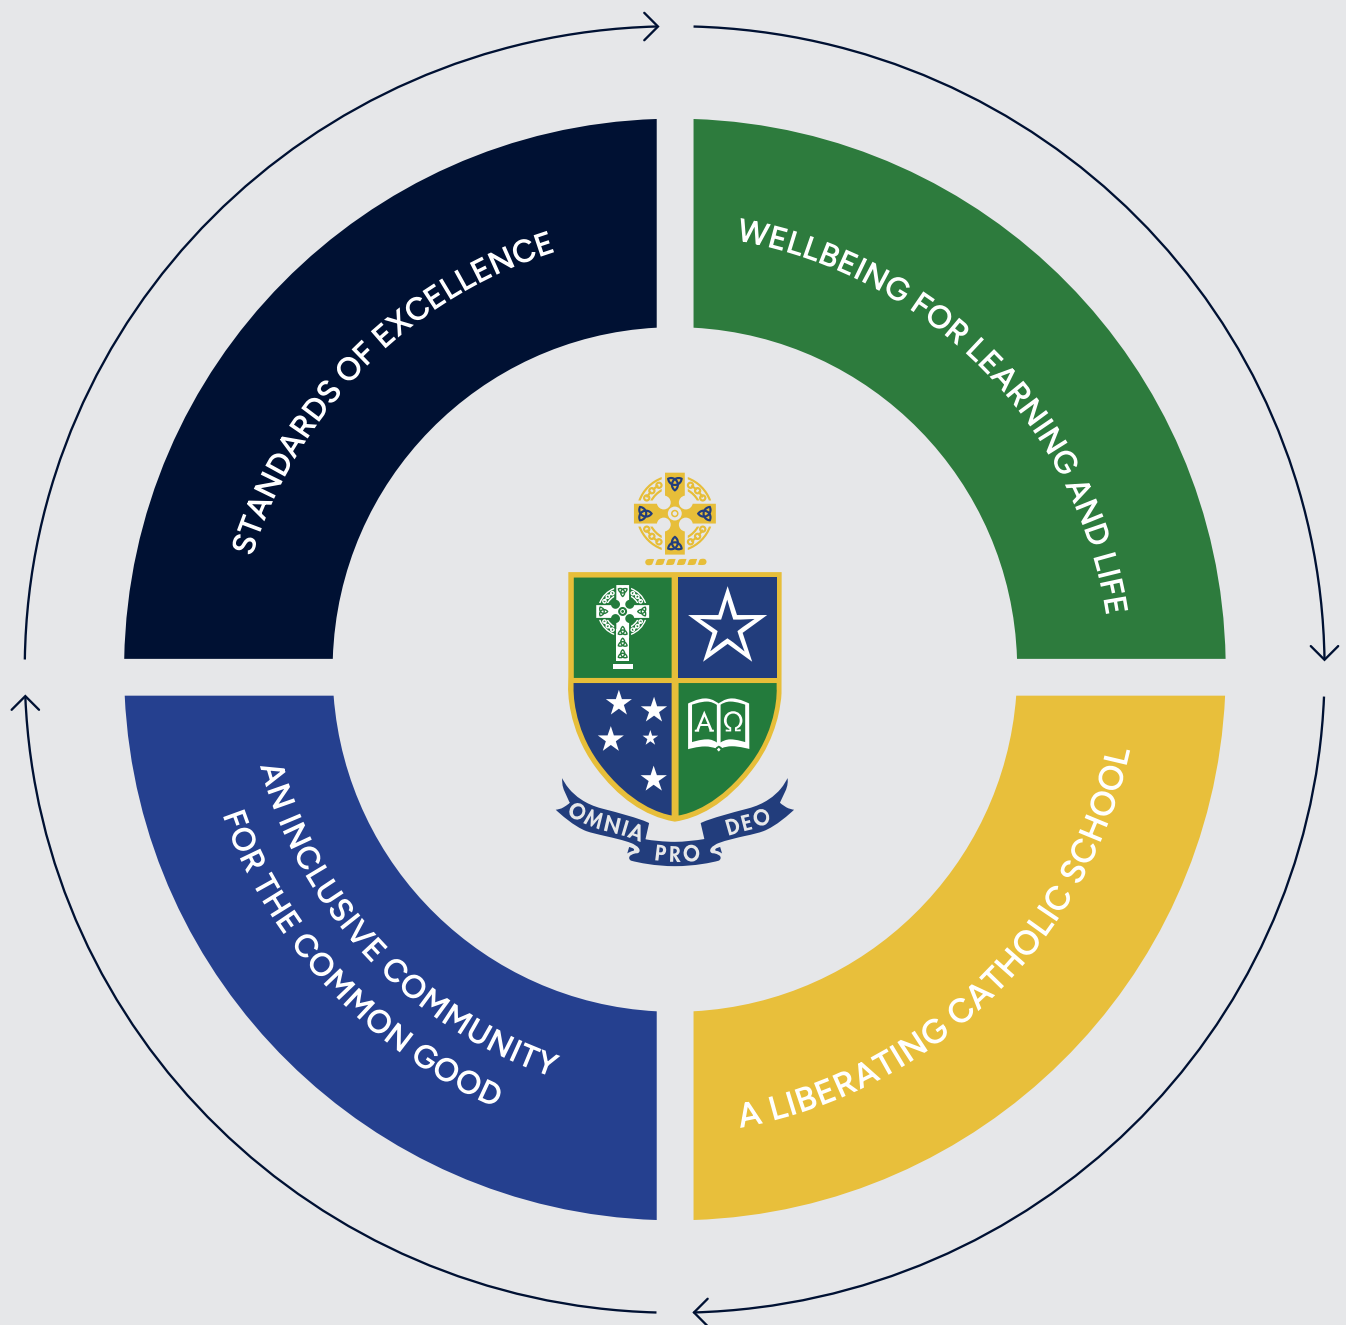 STANDARDS OF EXCELLENCE
WELLBEING FOR LEARNING AND LIFE
A LIBERATING CATHOLIC SCHOOL
AN INCLUSIVE COMMUNITY
FOR THE COMMON GOOD
Α Ω
OMNIA PRO DEO